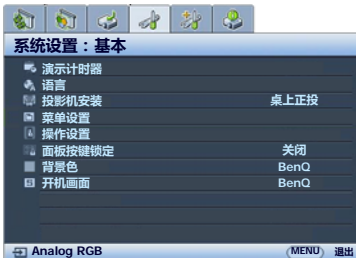 系统设置：基本
演示计时器
语言
投影机安装 桌上正投
菜单设置
操作设置
面板按键锁定 关闭
背景色 BenQ
开机画面 BenQ
Analog RGB MENU 退出